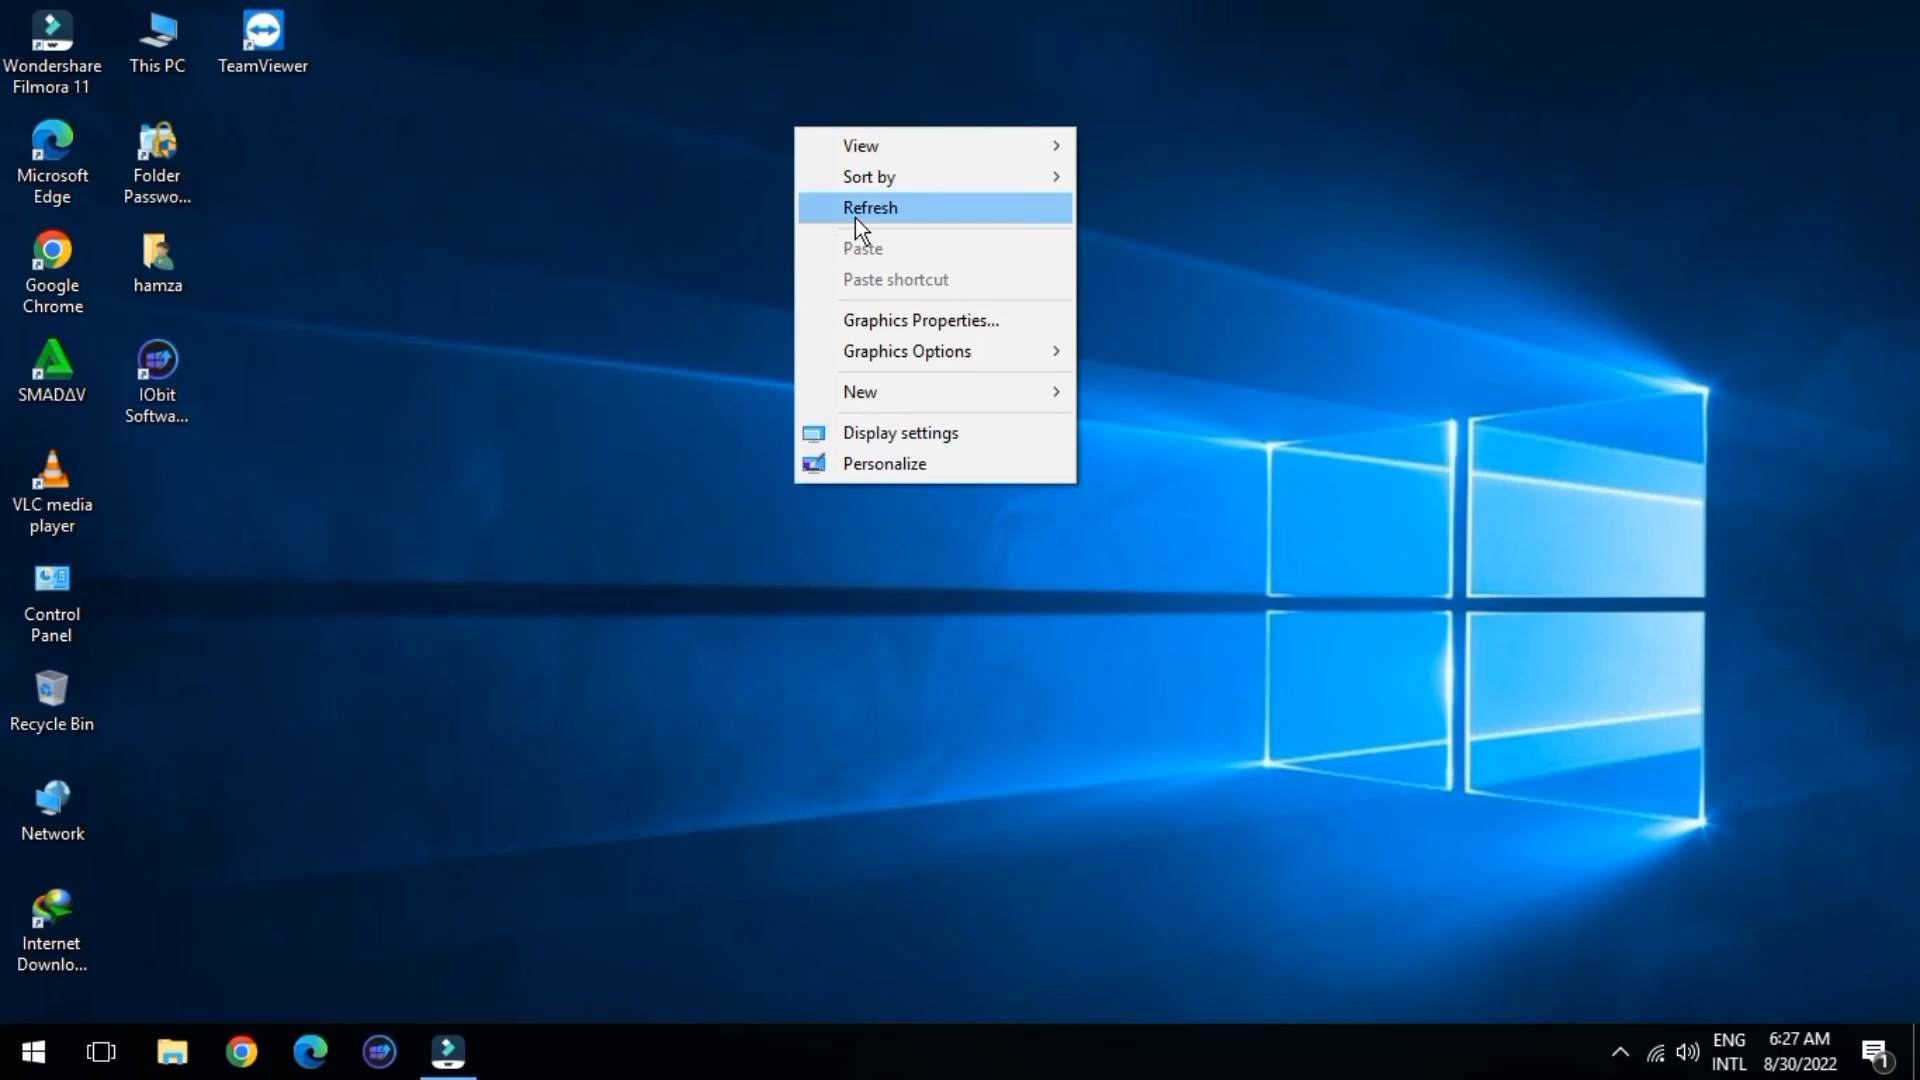 Wondershare
Filmora 11
This PC
TeamViewer
Microsoft
Edge
Folder
Passwo...
Google
Chrome
hamza
SMADΔV
IObit
Softwa...
VLC media
player
Control
Panel
Recycle Bin
Network
Internet
Downlo...
View
Sort by
Refresh
Paste
Paste shortcut
Graphics Properties...
Graphics Options
New
Display settings
Personalize
ENG
INTL
6:27 AM
8/30/2022
1